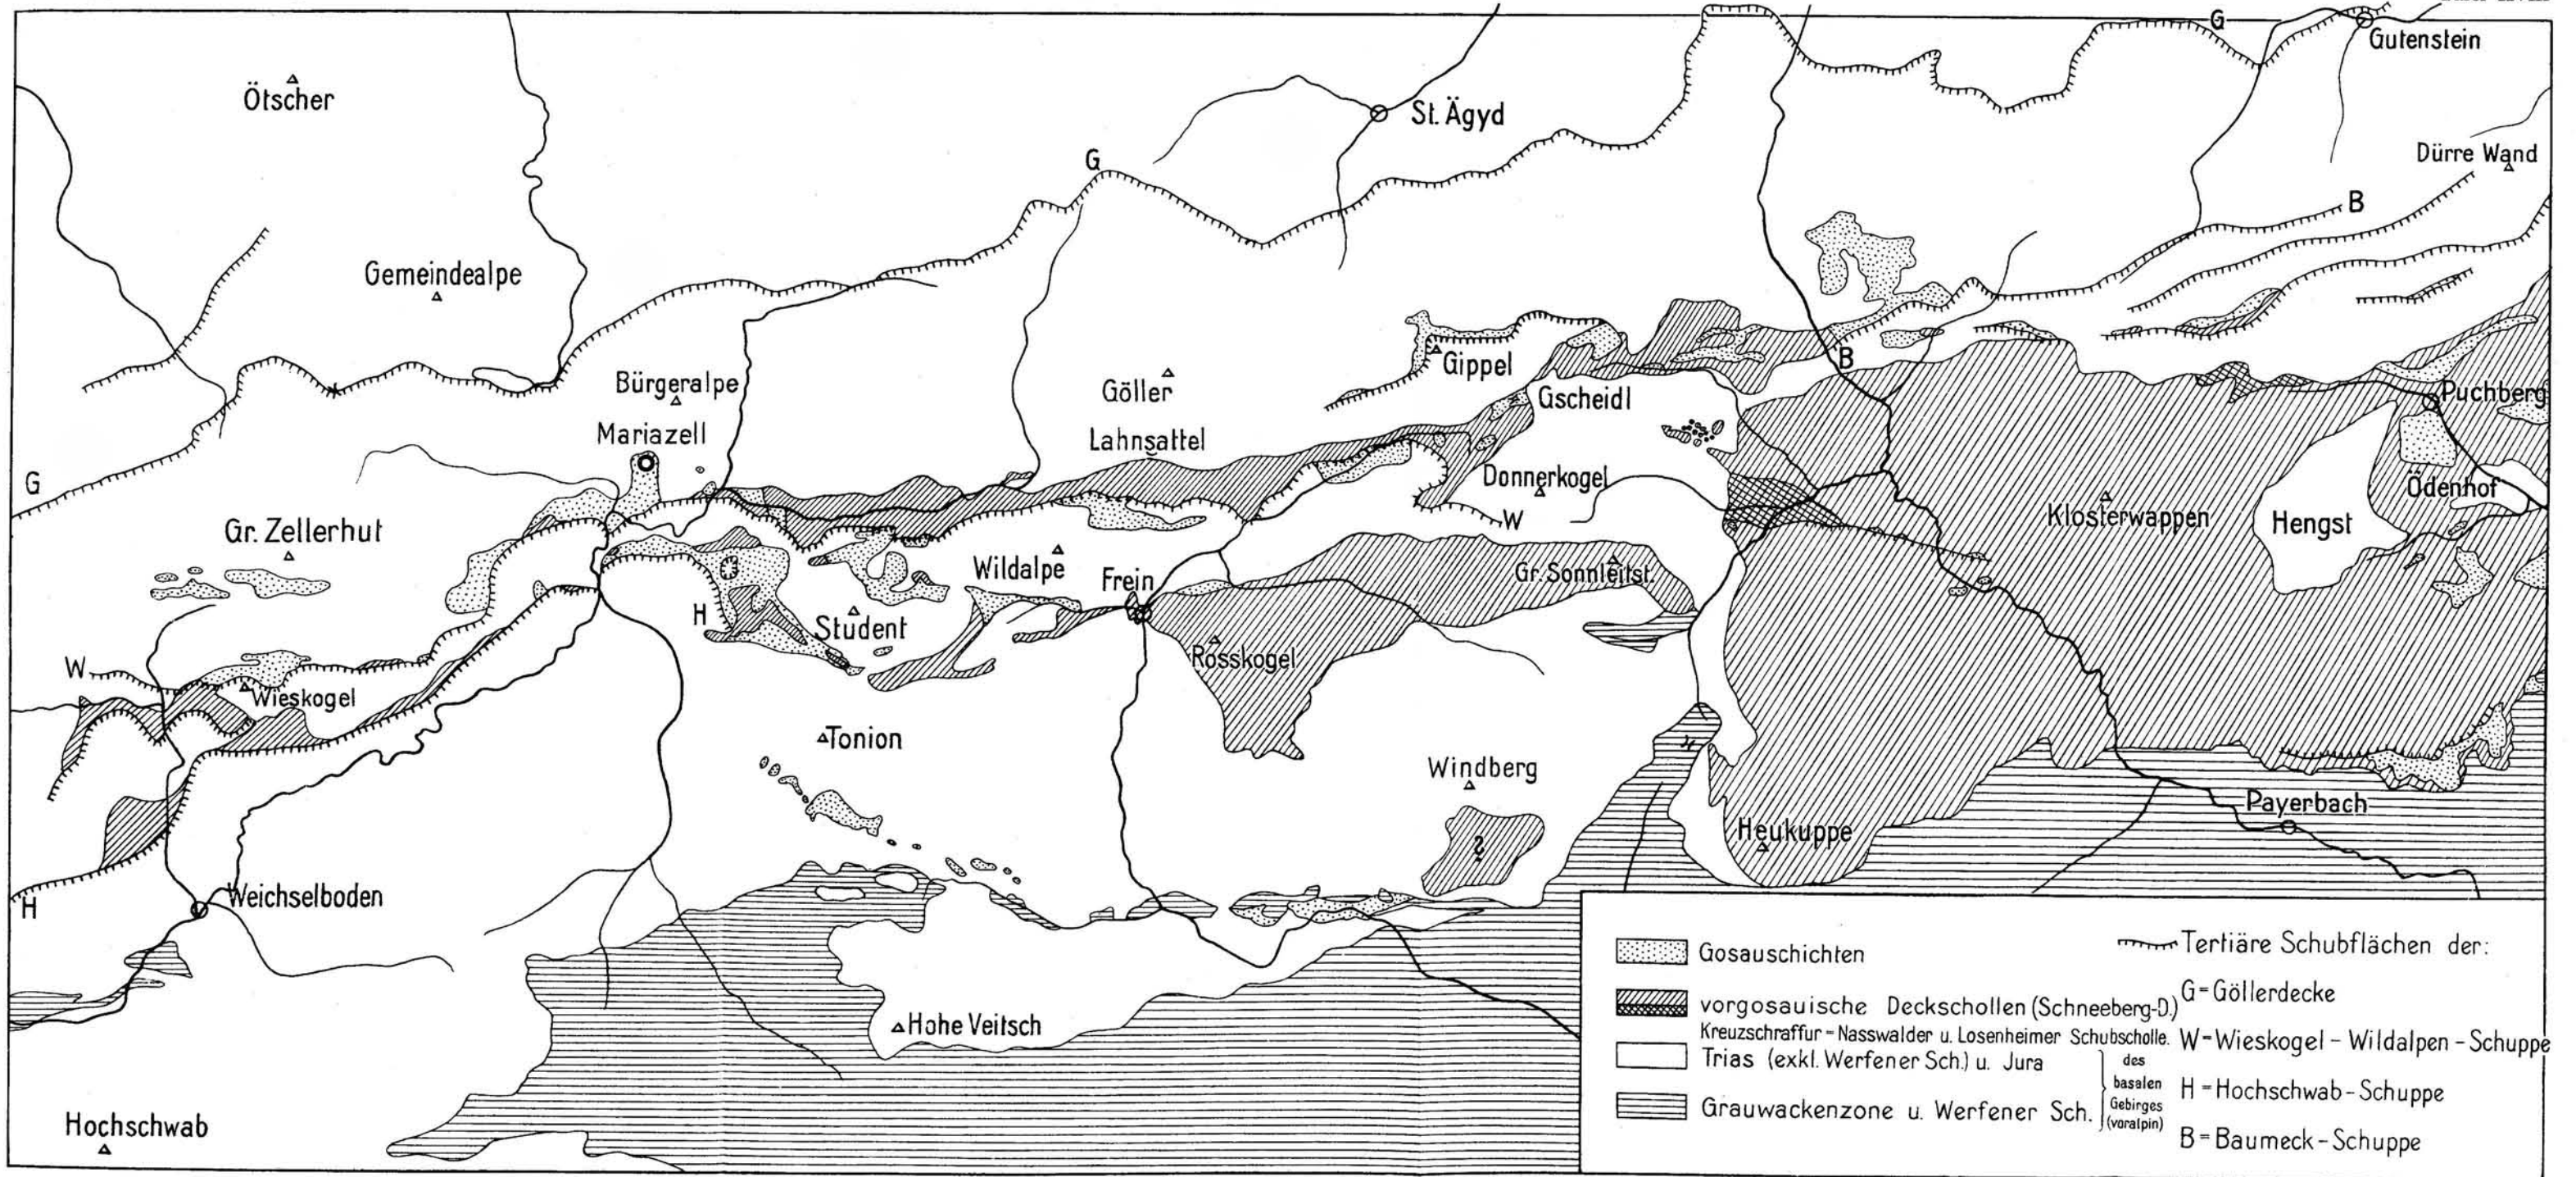 G
Gutenstein
Ötscher
St. Ägyd
Dürre Wand
G
B
Gemeindealpe
Gippel
B
Bürgeralpe
Göller
Gscheidl
Puchberg
Mariazell
Lahnsattel
G
Donnerkogel
Ödenhof
W
Klosterwappen
Hengst
Gr. Zellerhut
Wildalpe
Frein
Gr. Sonnleitst.
H
Student
W
Rosskogel
Wieskogel
Tonion
Windberg
Payerbach
Heukuppe
?
H
Weichselboden
Hohe Veitsch
Hochschwab
Gosauschichten
vorgosauische Deckschollen (Schneeberg-D.)
Kreuzschraffur = Nasswalder u. Losenheimer Schubscholle.
Trias (exkl. Werfener Sch.) u. Jura
Grauwackenzone u. Werfener Sch.
des
basalen
Gebirges
(voralpin)
Tertiäre Schubflächen der:
G = Göllerdecke
W = Wieskogel - Wildalpen - Schuppe
H = Hochschwab - Schuppe
B = Baumeck - Schuppe